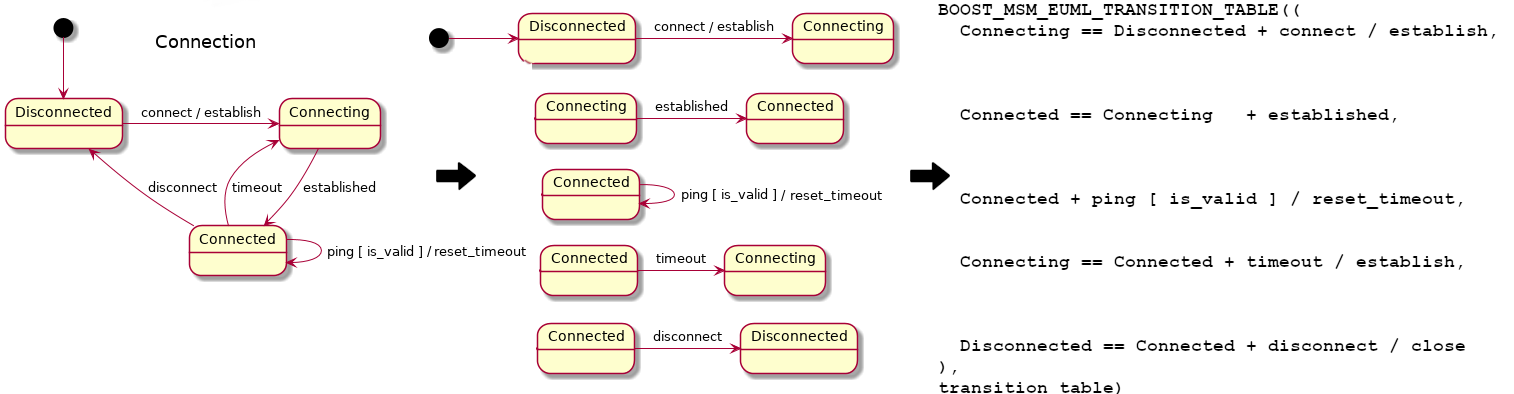 Connection
Disconnected
connect / establish
Connecting
disconnect
timeout
established
Connected
ping [ is_valid ] / reset_timeout
Disconnected
connect / establish
Connecting
Connecting
established
Connected
Connected
ping [ is_valid ] / reset_timeout
Connected
timeout
Connecting
Connected
disconnect
Disconnected
BOOST_MSM_EUML_TRANSITION_TABLE((
Connecting == Disconnected + connect / establish,
Connected == Connecting   + established,
Connected + ping [ is_valid ] / reset_timeout,
Connecting == Connected + timeout / establish,
Disconnected == Connected + disconnect / close
),
transition table)